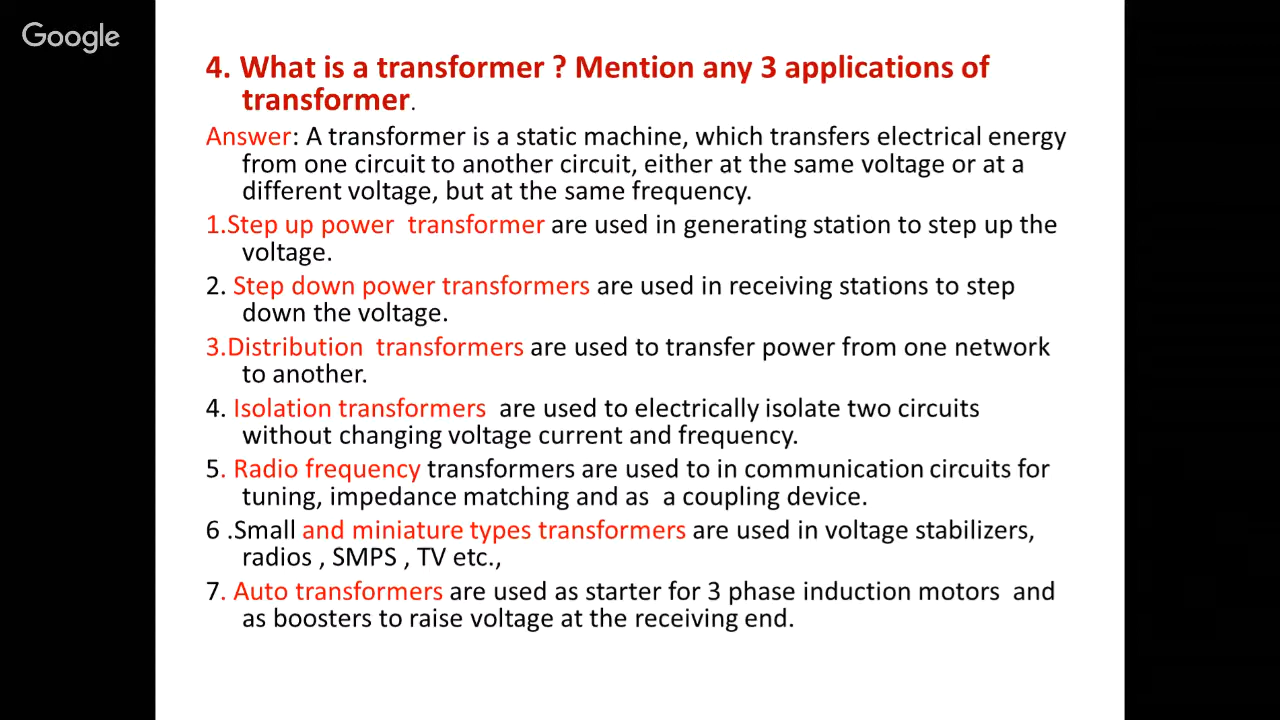 Google
4. What is a transformer ? Mention any 3 applications of
transformer.
Answer: A transformer is a static machine, which transfers electrical energy
from one circuit to another circuit, either at the same voltage or at a
different voltage, but at the same frequency.
1.Step up power transformer are used in generating station to step up the
voltage.
2. Step down power transformers are used in receiving stations to step
down the voltage.
3.Distribution transformers are used to transfer power from one network
to another.
4. Isolation transformers are used to electrically isolate two circuits
without changing voltage current and frequency.
5. Radio frequency transformers are used to in communication circuits for
tuning, impedance matching and as a coupling device.
6 .Small and miniature types transformers are used in voltage stabilizers,
radios , SMPS , TV etc.,
7. Auto transformers are used as starter for 3 phase induction motors and
as boosters to raise voltage at the receiving end.